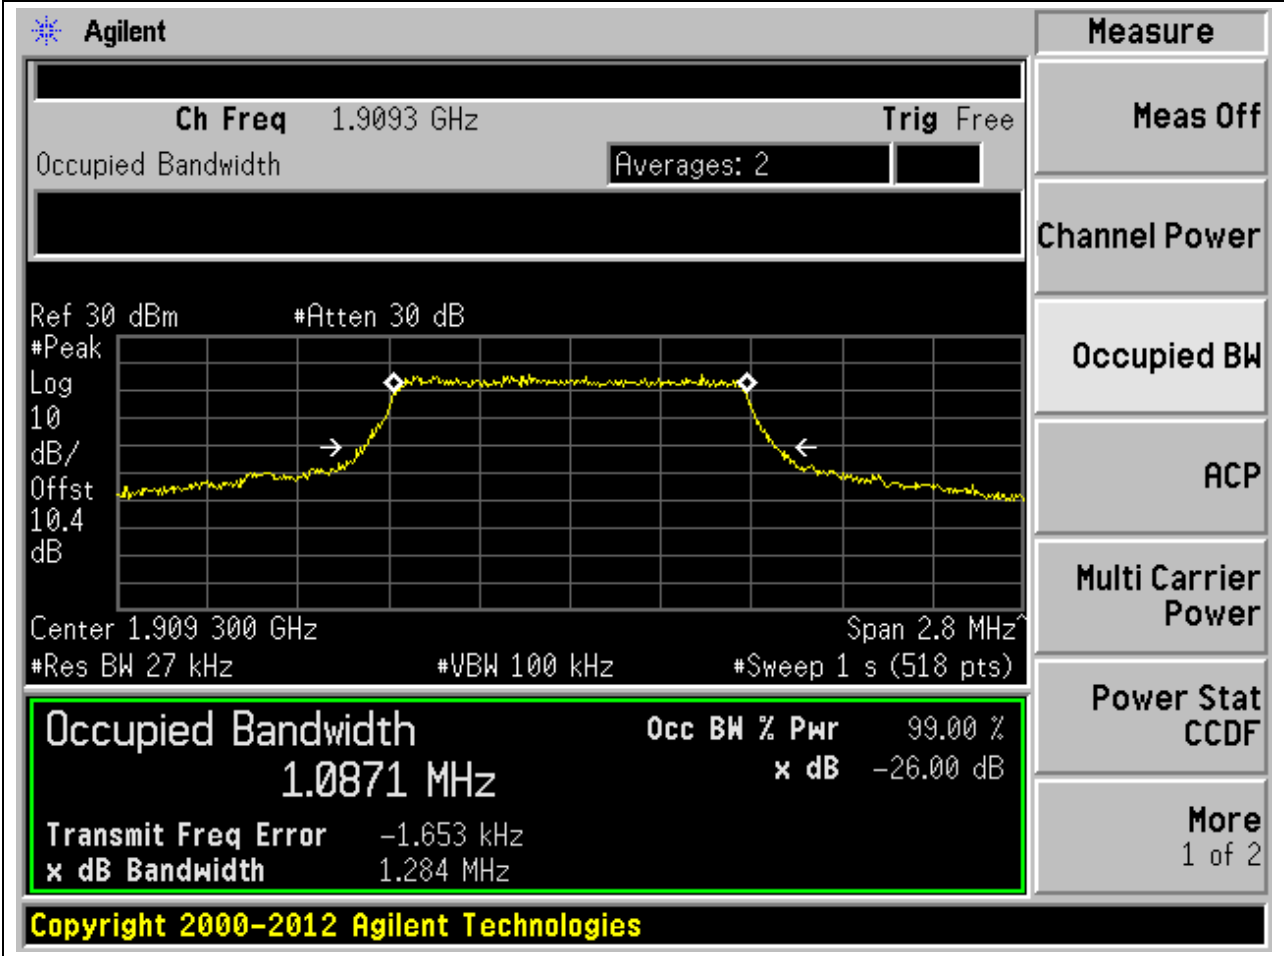 Agilent
Measure
Ch Freq 1.9093 GHz Trig Free
Occupied Bandwidth Averages: 2
Meas Off
Channel Power
Occupied BW
ACP
Multi Carrier
Power
Power Stat
CCDF
More
1 of 2
Ref 30 dBm #Atten 30 dB
#Peak
Log
10
dB/
Offst
10.4
dB
Center 1.909 300 GHz Span 2.8 MHz^
#Res BW 27 kHz #VBW 100 kHz #Sweep 1 s (518 pts)
Occupied Bandwidth Occ BW % Pwr 99.00 %
1.0871 MHz x dB -26.00 dB
Transmit Freq Error -1.653 kHz
x dB Bandwidth 1.284 MHz
Copyright 2000-2012 Agilent Technologies